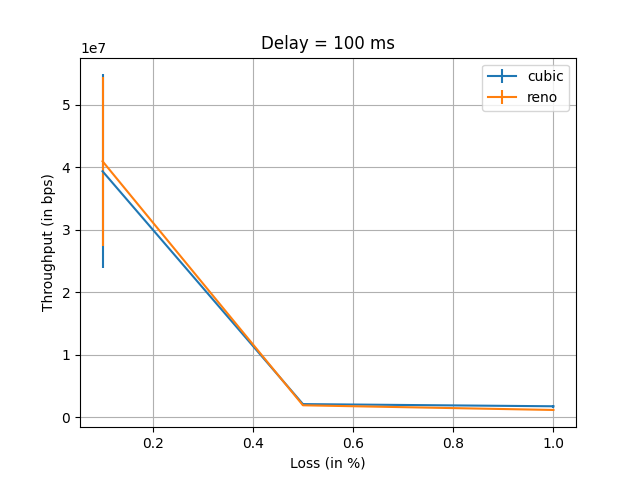 Delay = 100 ms
1e7
cubic
reno
5
4
3
2
1
0
Throughput (in bps)
0.2 0.4 0.6 0.8 1.0
Loss (in %)